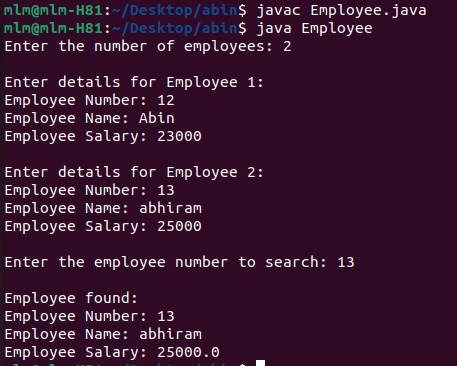 mlm@mlm-H81:~/Desktop/abin$ javac Employee.java
mlm@mlm-H81:~/Desktop/abin$ java Employee
Enter the number of employees: 2
Enter details for Employee 1:
Employee Number: 12
Employee Name: Abin
Employee Salary: 23000
Enter details for Employee 2:
Employee Number: 13
Employee Name: abhiram
Employee Salary: 25000
Enter the employee number to search: 13
Employee found:
Employee Number: 13
Employee Name: abhiram
Employee Salary: 25000.0
mlm@mlm-H81:~/Desktop/abin$